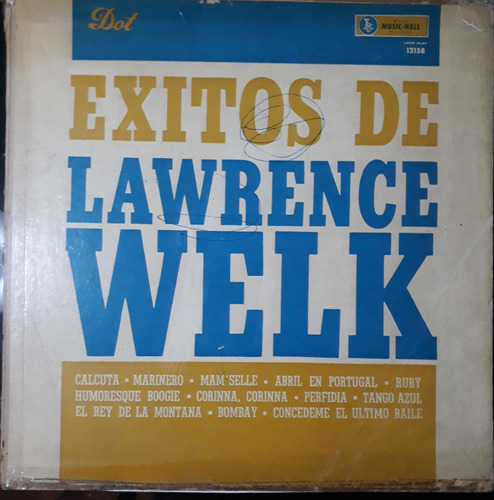 Dot
MUSIC-HALL
LONG PLAY
12158
EXITOS DE
LAWRENCE
WELK
CALCUTA • MARINERO • MAM'SELLE • ABRIL EN PORTUGAL • RUBY
HUMORESQUE BOOGIE • CORINNA, CORINNA • PERFIDIA • TANGO AZUL
EL REY DE LA MONTANA • BOMBAY • CONCEDEME EL ULTIMO BAILE